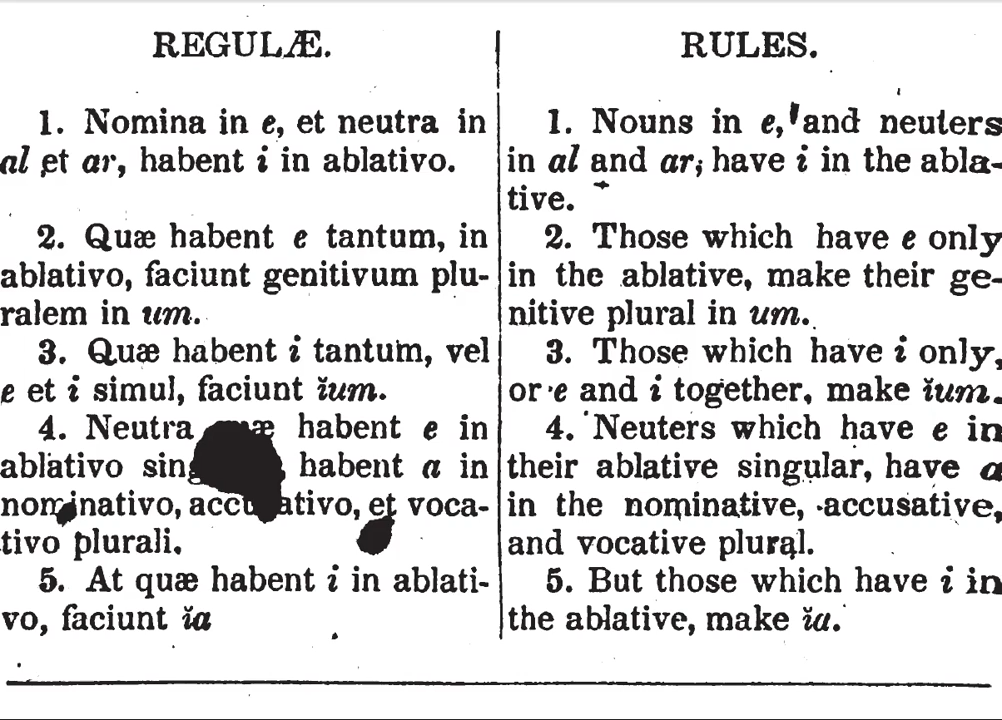 REGULÆ.
1. Nomina in e, et neutra in
al et ar, habent i in ablativo.
2. Quæ habent e tantum, in
ablativo, faciunt genitivum plu-
ralem in um.
3. Quæ habent i tantum, vel
e et i simul, faciunt ĭum.
4. Neutra habent e in
ablativo habent a in
nominativo, accusativo, et voca-
tivo plurali.
5. At quæ habent i in ablati-
vo, faciunt ĭa
RULES.
1. Nouns in e, and neuters
in al and ar, have i in the abla-
tive.
2. Those which have e only
in the ablative, make their ge-
nitive plural in um.
3. Those which have i only,
or e and i together, make ĭum.
4. Neuters which have e in
their ablative singular, have a
in the nominative, accusative,
and vocative plural.
5. But those which have i in
the ablative, make ĭa.